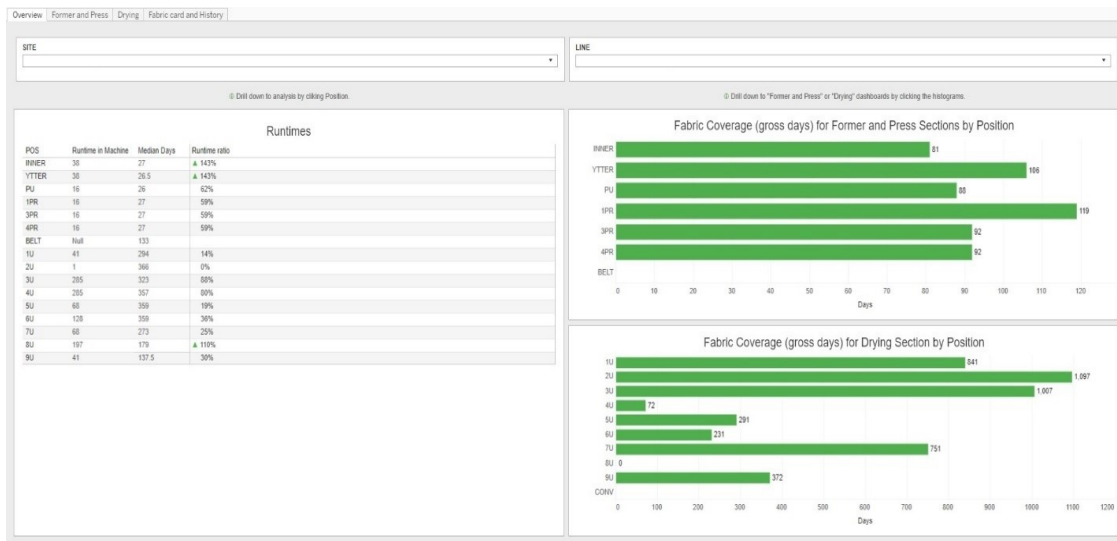 Overview Former and Press Drying Fabric card and History
SITE
LINE
Drill down to analysis by cliking Position.
Drill down to "Former and Press" or "Drying" dashboards by clicking the histograms.
Runtimes
POS Runtime in Machine Median Days Runtime ratio
INNER 38 27 ▲ 143%
YTTER 38 26.5 ▲ 143%
PU 16 26 62%
1PR 16 27 59%
3PR 16 27 59%
4PR 16 27 59%
BELT Null 133
1U 41 294 14%
2U 1 366 0%
3U 285 323 88%
4U 285 357 80%
5U 68 359 19%
6U 128 359 36%
7U 68 273 25%
8U 197 179 ▲ 110%
9U 41 137.5 30%
Fabric Coverage (gross days) for Former and Press Sections by Position
INNER 81
YTTER 106
PU 88
1PR 119
3PR 92
4PR 92
BELT
0 10 20 30 40 50 60 70 80 90 100 110 120
Days
Fabric Coverage (gross days) for Drying Section by Position
1U 841
2U 1,097
3U 1,007
4U 72
5U 291
6U 231
7U 751
8U 0
9U 372
CONV
0 100 200 300 400 500 600 700 800 900 1000 1100 1200
Days